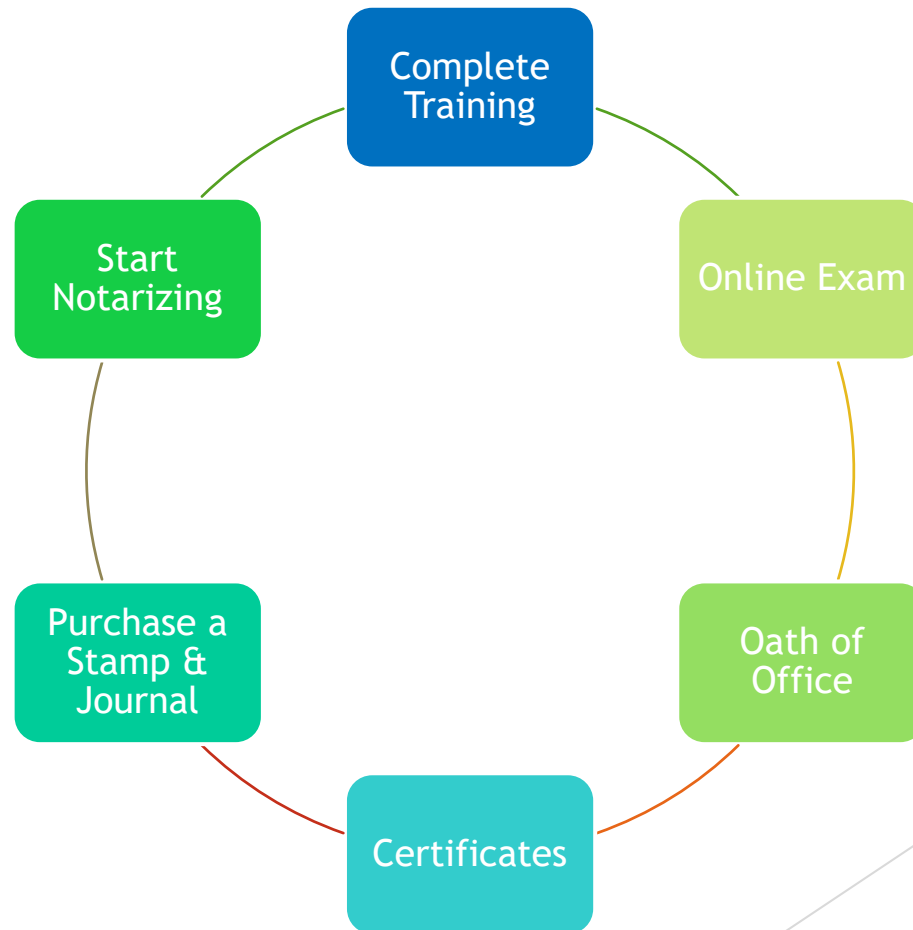 Complete
Training
Online Exam
Oath of
Office
Certificates
Purchase a
Stamp &
Journal
Start
Notarizing